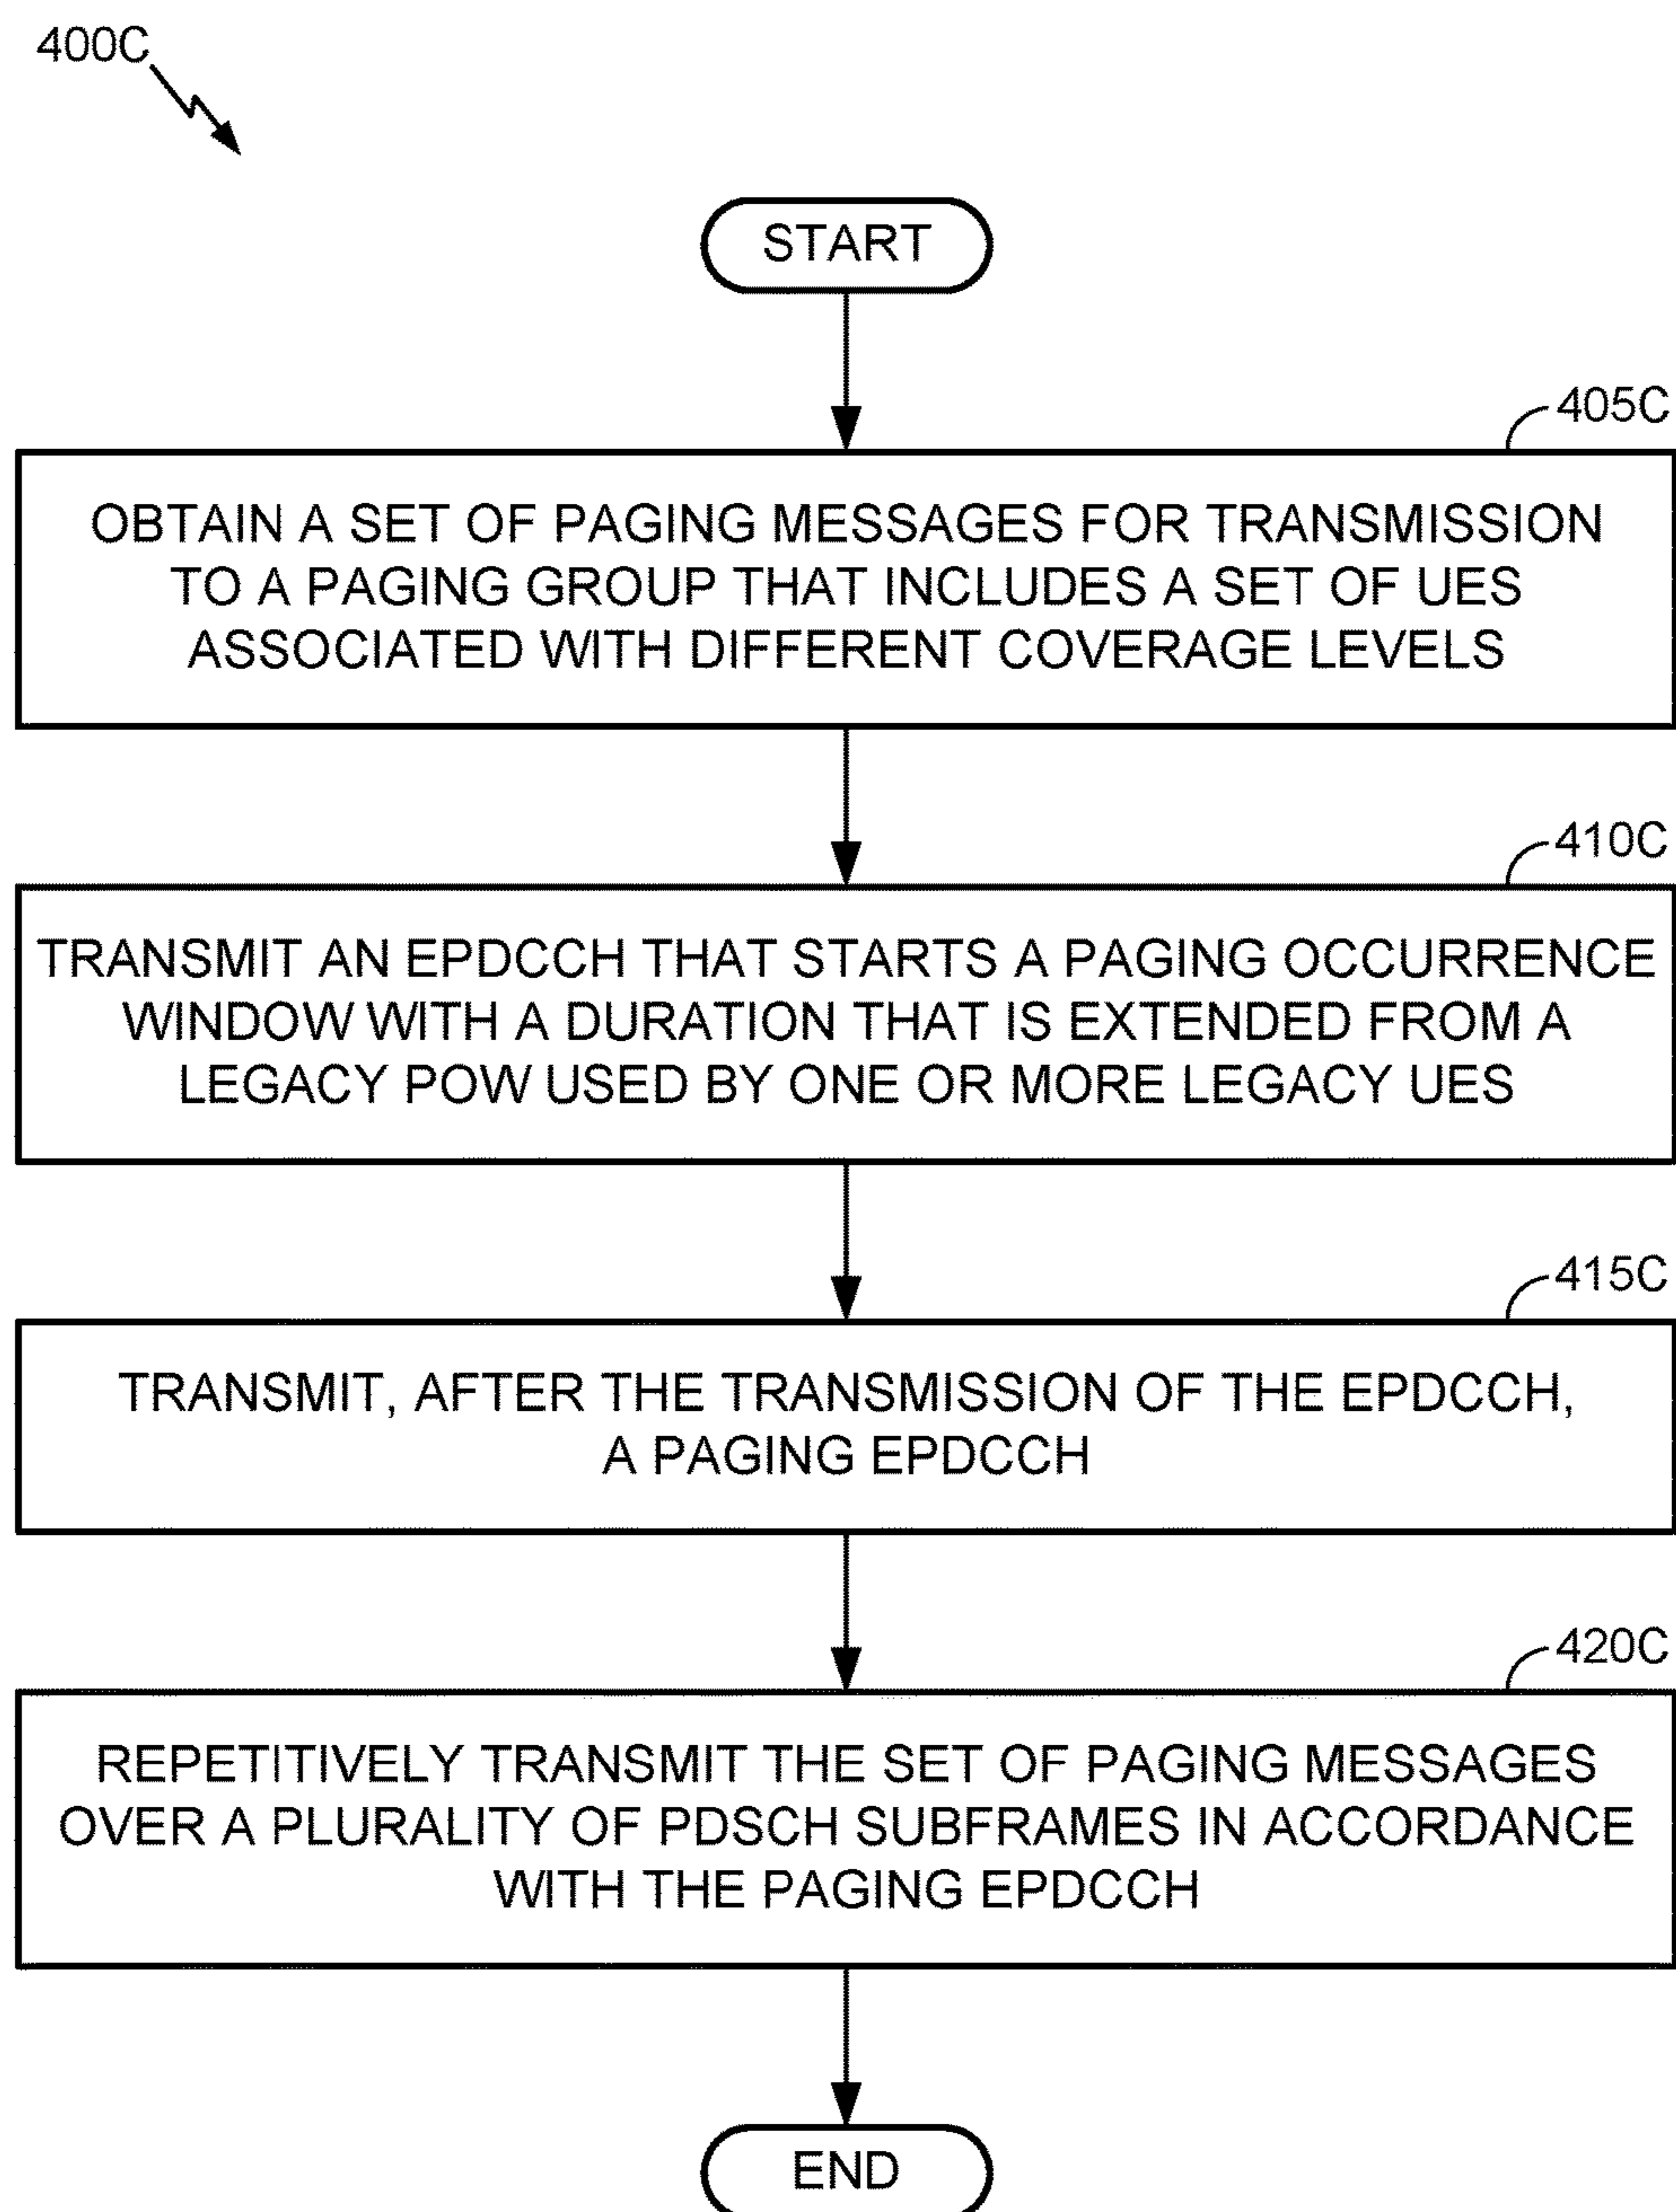 400C
START
405C
OBTAIN A SET OF PAGING MESSAGES FOR TRANSMISSION
TO A PAGING GROUP THAT INCLUDES A SET OF UES
ASSOCIATED WITH DIFFERENT COVERAGE LEVELS
410C
TRANSMIT AN EPDCCH THAT STARTS A PAGING OCCURRENCE
WINDOW WITH A DURATION THAT IS EXTENDED FROM A
LEGACY POW USED BY ONE OR MORE LEGACY UES
415C
TRANSMIT, AFTER THE TRANSMISSION OF THE EPDCCH,
A PAGING EPDCCH
420C
REPETITIVELY TRANSMIT THE SET OF PAGING MESSAGES
OVER A PLURALITY OF PDSCH SUBFRAMES IN ACCORDANCE
WITH THE PAGING EPDCCH
END